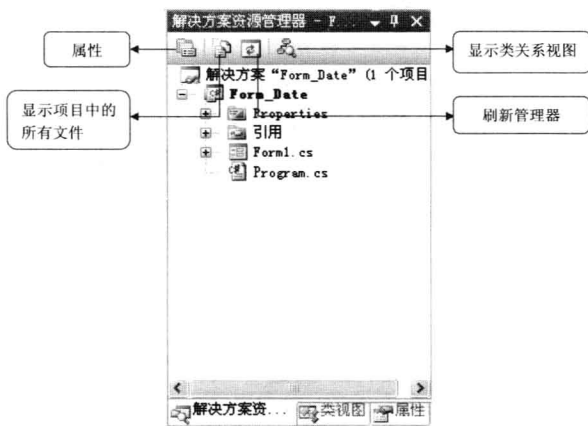 解决方案资源管理器 - F...
属性
显示类关系视图
解决方案“Form_Date”(1 个项目
Form_Date
显示项目中的
所有文件
Properties
刷新管理器
引用
Form1.cs
Program.cs
解决方案资...
类视图
属性